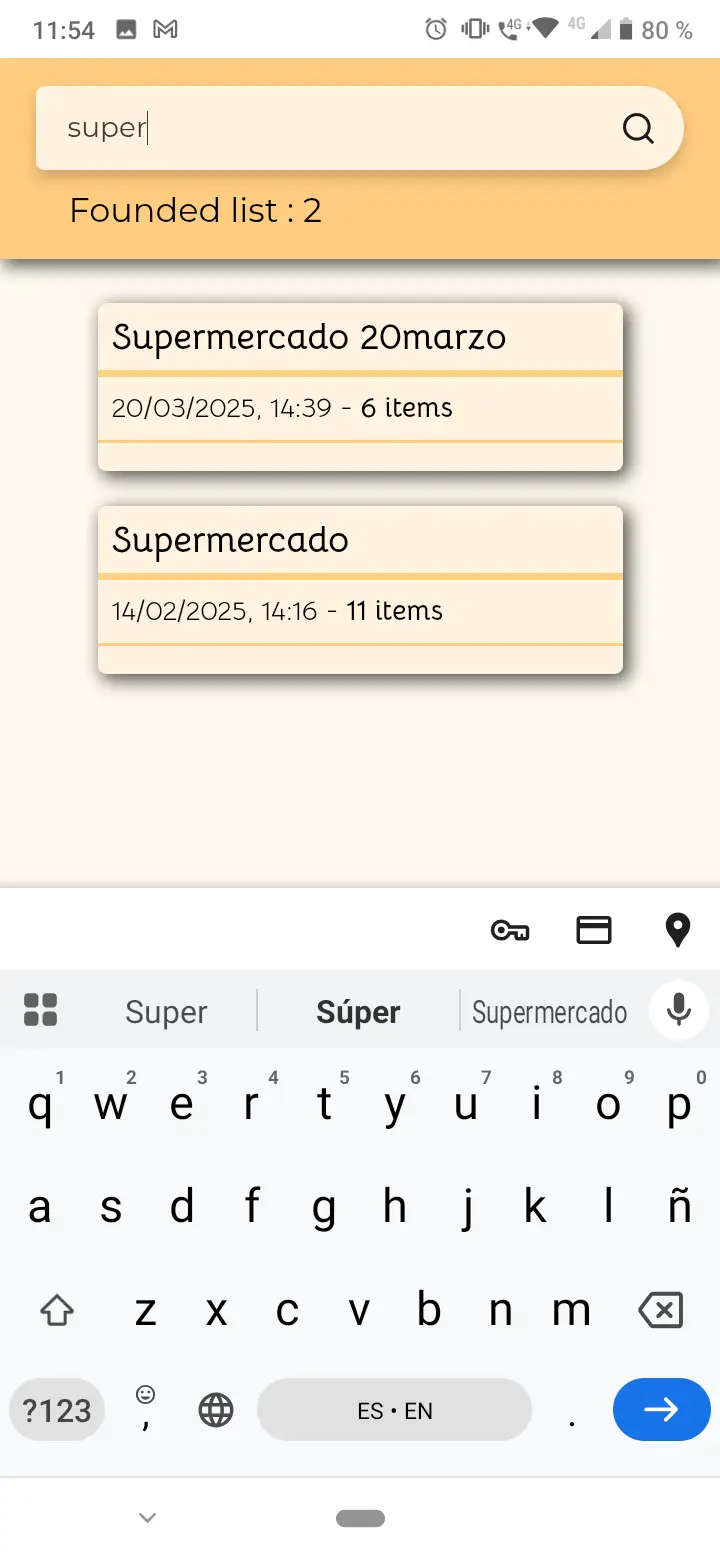 11:54 4G 4G 80 %
super
Founded list : 2
Supermercado 20marzo
20/03/2025, 14:39 - 6 items
Supermercado
14/02/2025, 14:16 - 11 items
Super Súper Supermercado
1 2 3 4 5 6 7 8 9 0
q w e r t y u i o p
a s d f g h j k l ñ
z x c v b n m
?123 , ES • EN .